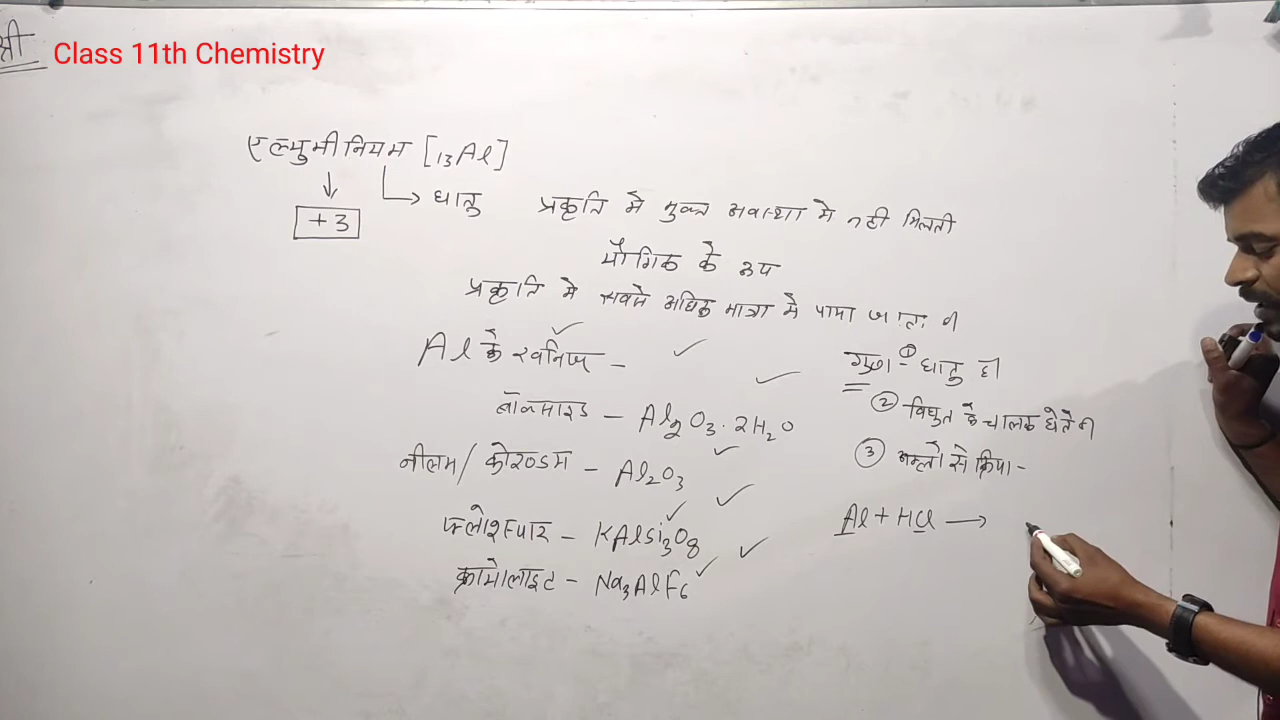 श्री
Class 11th Chemistry
एल्युमीनियम [₁₃Al]
+3
धातु प्रकृति मे मुक्त अवस्था मे नही मिलती
यौगिक के रूप
प्रकृति मे सबसे अधिक मात्रा मे पाया जाता
Al के खनिज –
बॉक्साइड – Al₂O₃.2H₂O
नीलम/कोरण्डम – Al₂O₃
फ्लोस्पार – KAlSi₃O₈
क्रायोलाइट – Na₃AlF₆
गुण – ① धातु है
② विधुत के चालक होते
③ अम्लो से क्रिया –
Al + HCl ⟶